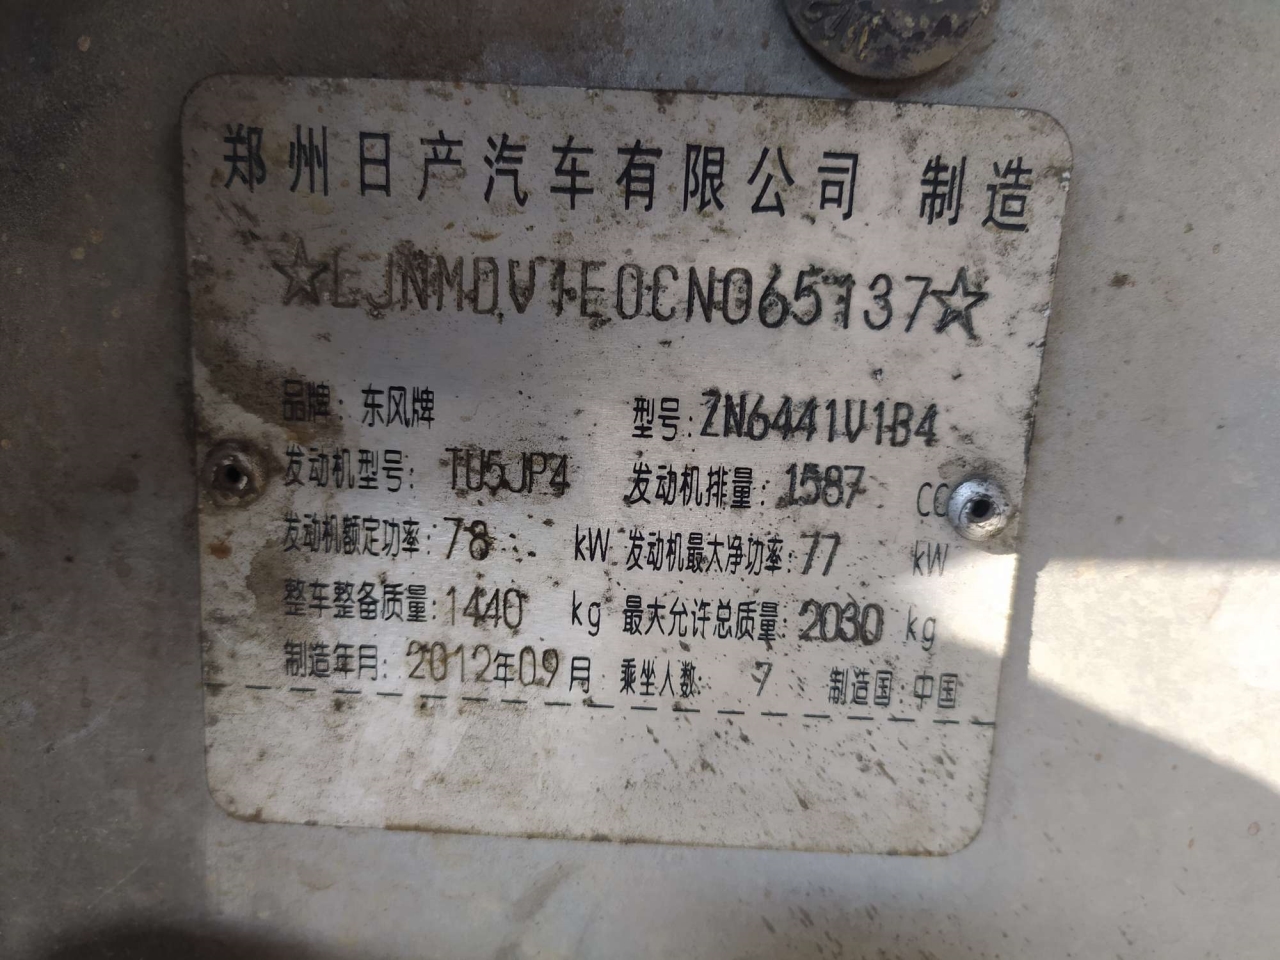 郑州日产汽车有限公司 制造
☆LJNMDV1E0CN065137☆
品牌：东风牌 型号：ZN6441V1B4
发动机型号：TU5JP4 发动机排量：1587 CC
发动机额定功率：78 kW 发动机最大净功率：77 kW
整车整备质量：1440 kg 最大允许总质量：2030 kg
制造年月：2012年09月 乘坐人数：7 制造国：中国